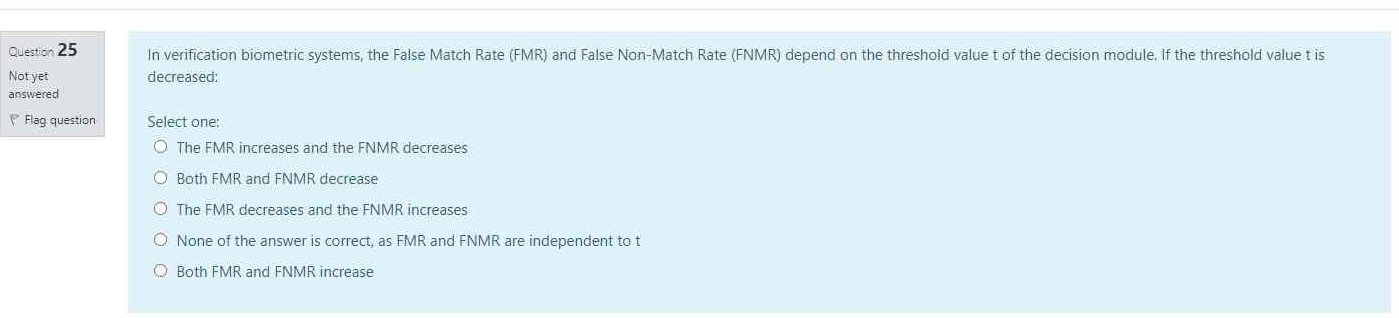 Question 25
Not yet
answered
Flag question
In verification biometric systems, the False Match Rate (FMR) and False Non-Match Rate (FNMR) depend on the threshold value t of the decision module. If the threshold value t is
decreased:
Select one:
The FMR increases and the FNMR decreases
Both FMR and FNMR decrease
The FMR decreases and the FNMR increases
None of the answer is correct, as FMR and FNMR are independent to t
Both FMR and FNMR increase